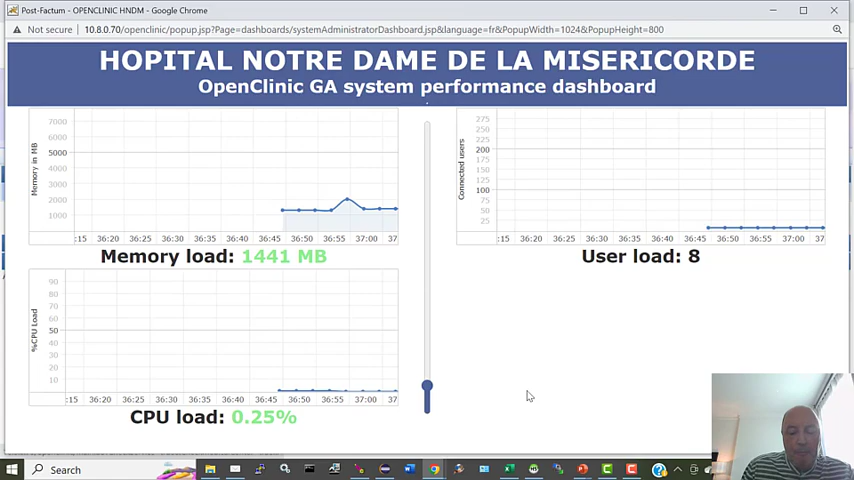 Post-Factum - OPENCLINIC HNDM - Google Chrome
Not secure 10.8.0.70/openclinic/popup.jsp?Page=dashboards/systemAdministratorDashboard.jsp&language=fr&PopupWidth=1024&PopupHeight=800
HOPITAL NOTRE DAME DE LA MISERICORDE
OpenClinic GA system performance dashboard
Memory in MB
7000
6000
5000
4000
3000
2000
1000
:15 36:20 36:25 36:30 36:35 36:40 36:45 36:50 36:55 37:00 37
Memory load: 1441 MB
Connected users
275
250
225
200
175
150
125
100
75
50
25
:15 36:20 36:25 36:30 36:35 36:40 36:45 36:50 36:55 37:00 37:
User load: 8
%CPU Load
90
80
70
60
50
40
30
20
10
:15 36:20 36:25 36:30 36:35 36:40 36:45 36:50 36:55 37:00 37:
CPU load: 0.25%
Search